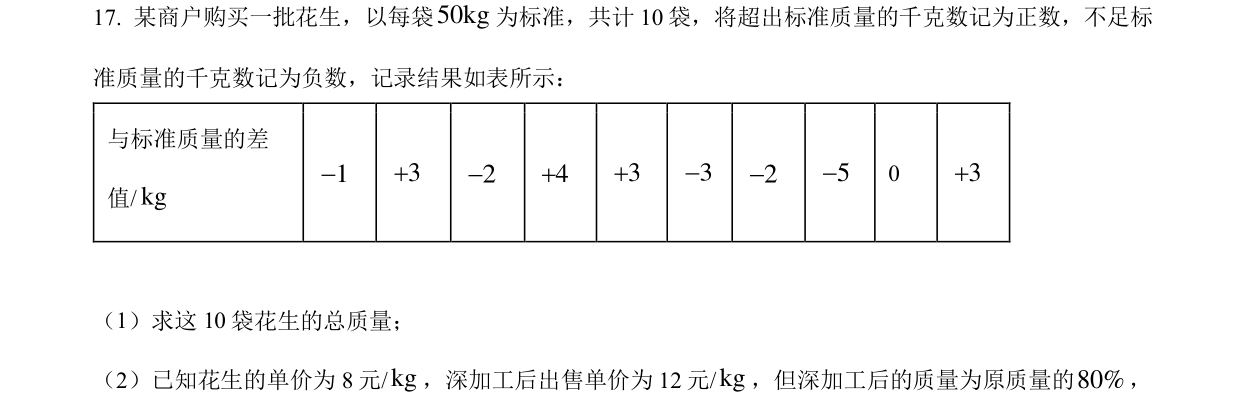 17. 某商户购买一批花生，以每袋50kg为标准，共计10袋，将超出标准质量的千克数记为正数，不足标
准质量的千克数记为负数，记录结果如表所示：
与标准质量的差
值/kg
−1 +3 −2 +4 +3 −3 −2 −5 0 +3
（1）求这10袋花生的总质量；
（2）已知花生的单价为8元/kg，深加工后出售单价为12元/kg，但深加工后的质量为原质量的80%，